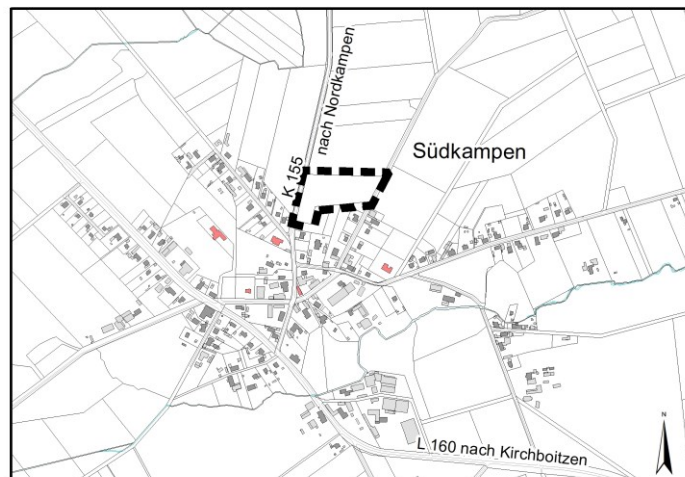 K 155
nach Nordkampen
Südkampen
L 160 nach Kirchboitzen
N